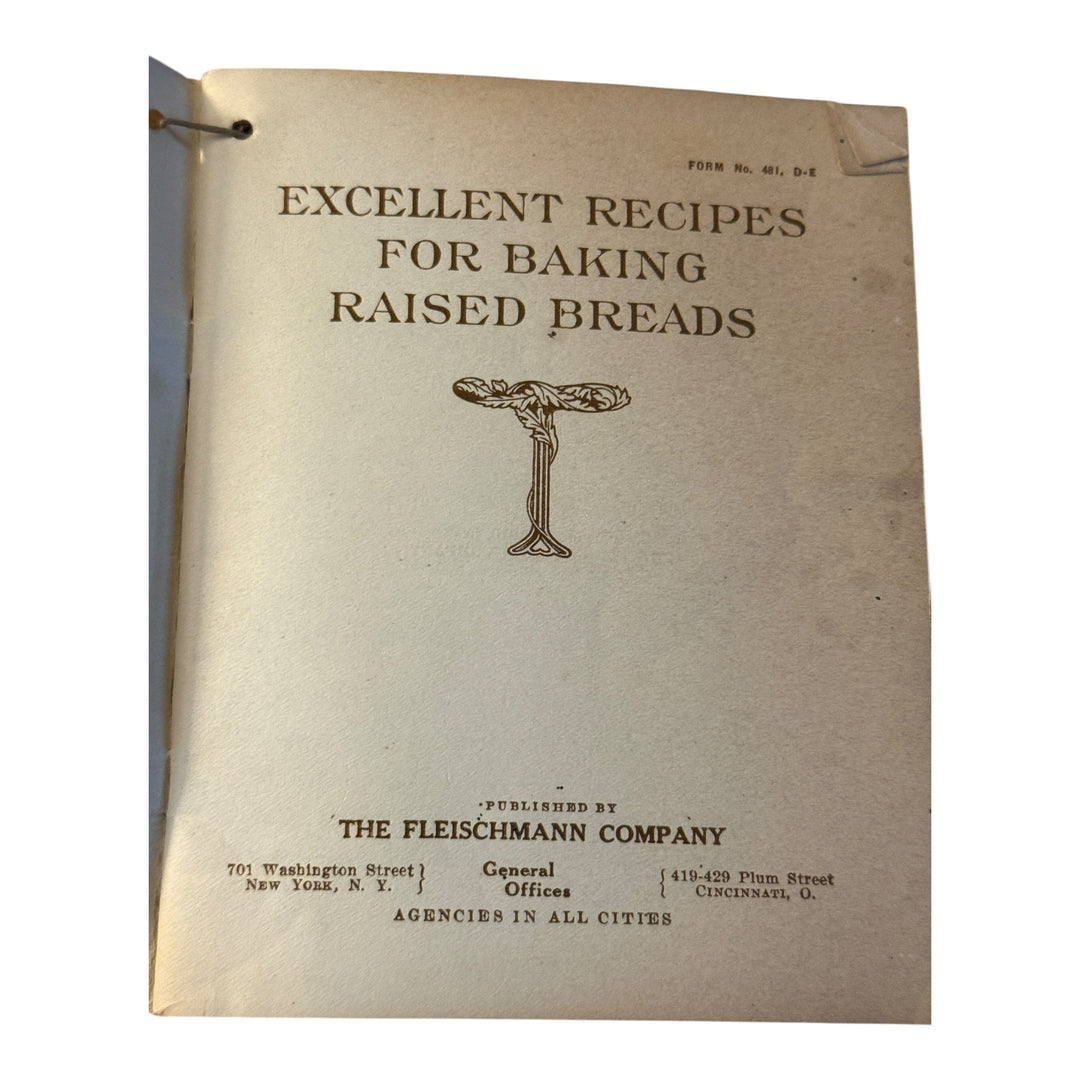 FORM No. 481, D-E
EXCELLENT RECIPES
FOR BAKING
RAISED BREADS
PUBLISHED BY
THE FLEISCHMANN COMPANY
701 Washington Street } General { 419-429 Plum Street
NEW YORK, N. Y. } Offices { CINCINNATI, O.
AGENCIES IN ALL CITIES